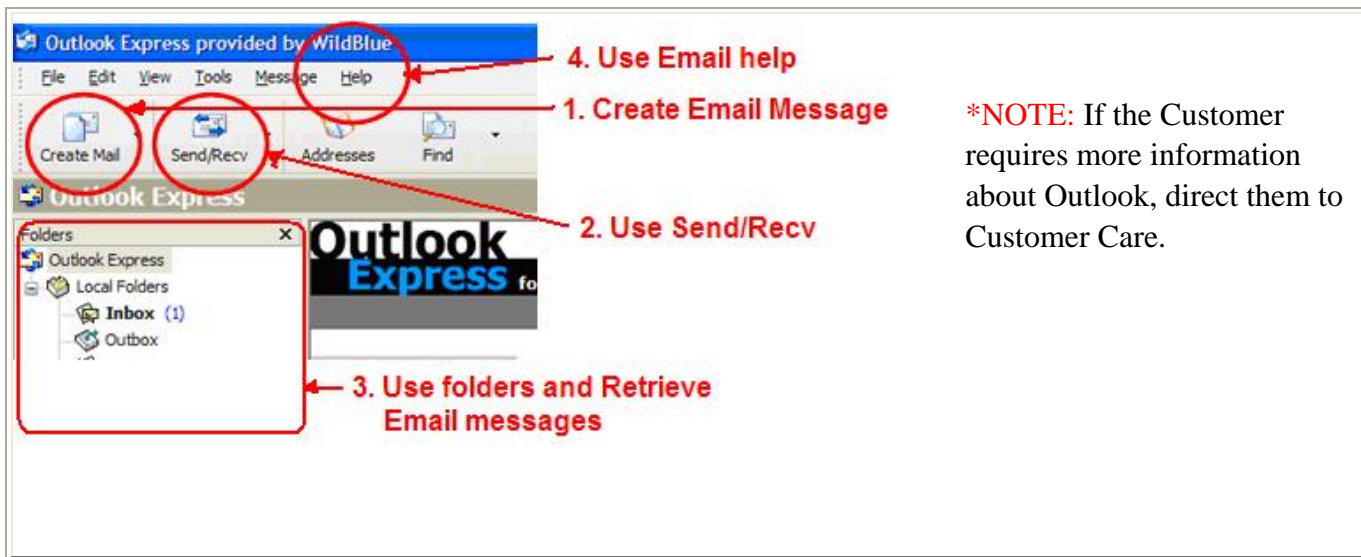 Outlook Express provided by WildBlue
File Edit View Tools Message Help
4. Use Email help
1. Create Email Message
Create Mail Send/Recv Addresses Find
Outlook Express
2. Use Send/Recv
Folders x
Outlook Express
Local Folders
Inbox (1)
Outbox
Outlook
Express fo
3. Use folders and Retrieve
Email messages
*NOTE: If the Customer
requires more information
about Outlook, direct them to
Customer Care.